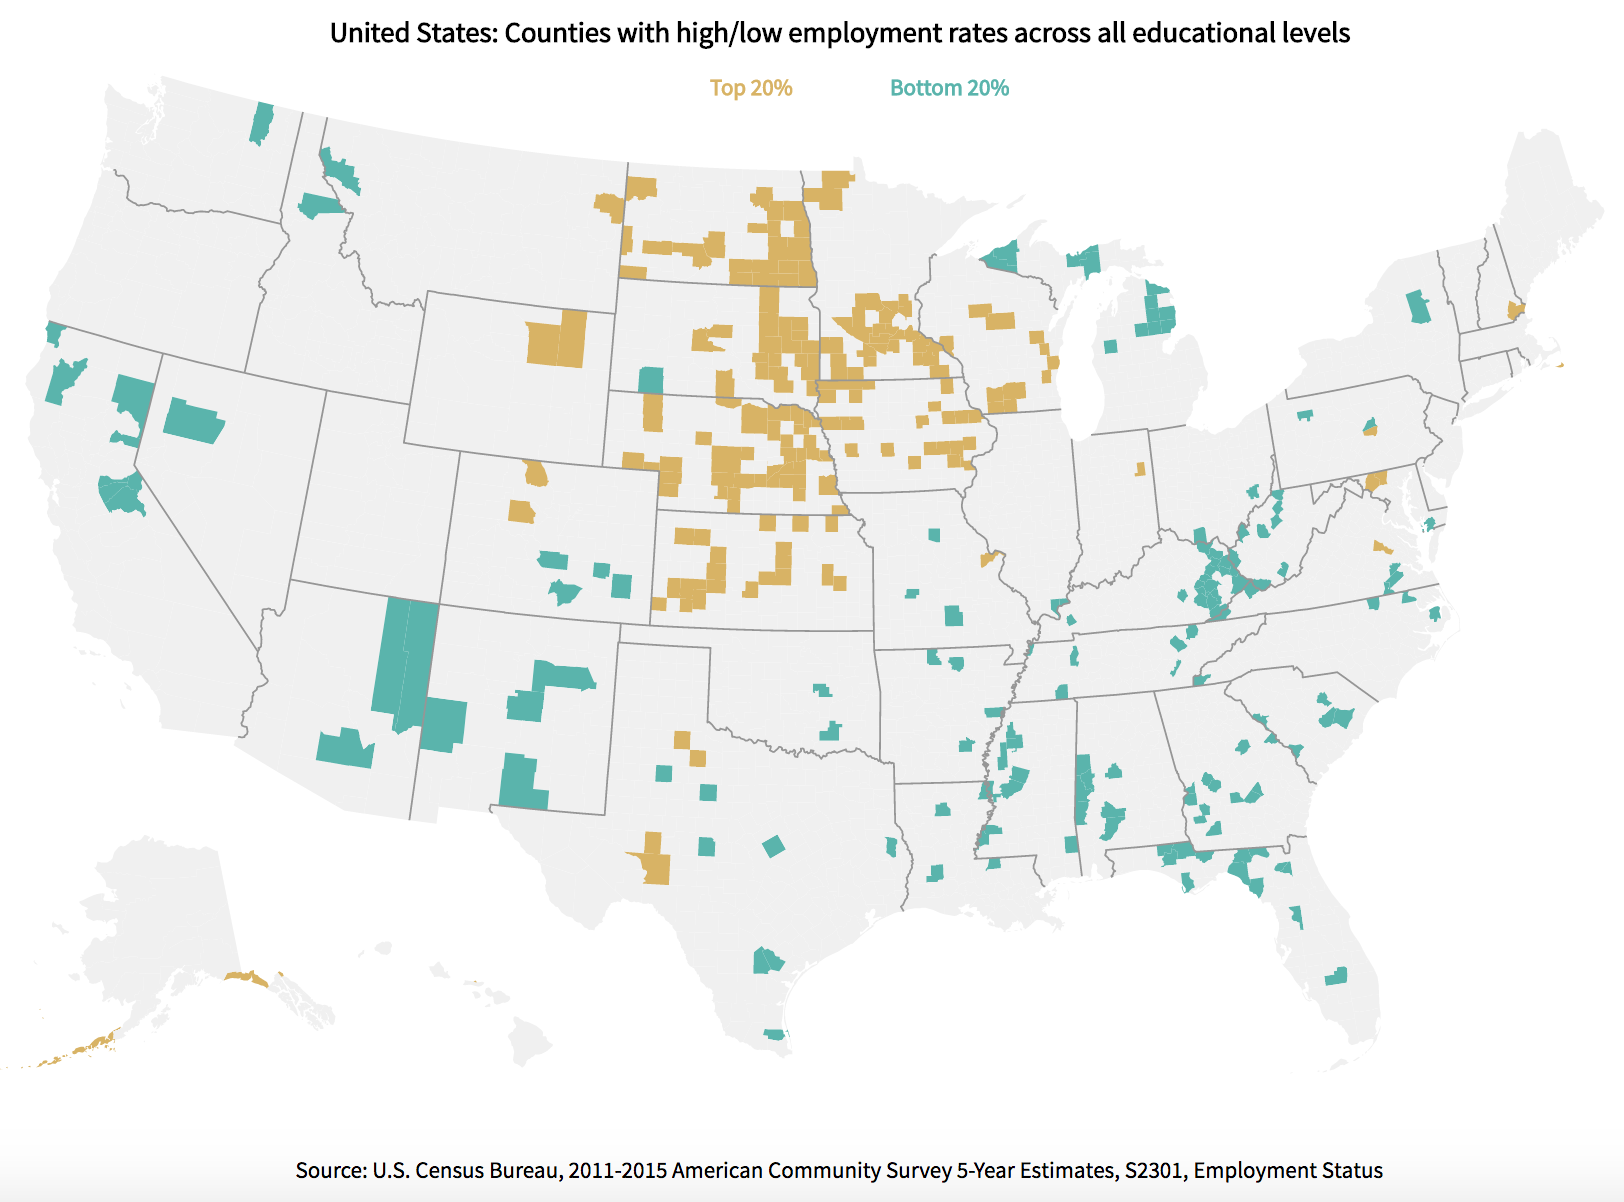 United States: Counties with high/low employment rates across all educational levels
Top 20% Bottom 20%
Source: U.S. Census Bureau, 2011-2015 American Community Survey 5-Year Estimates, S2301, Employment Status